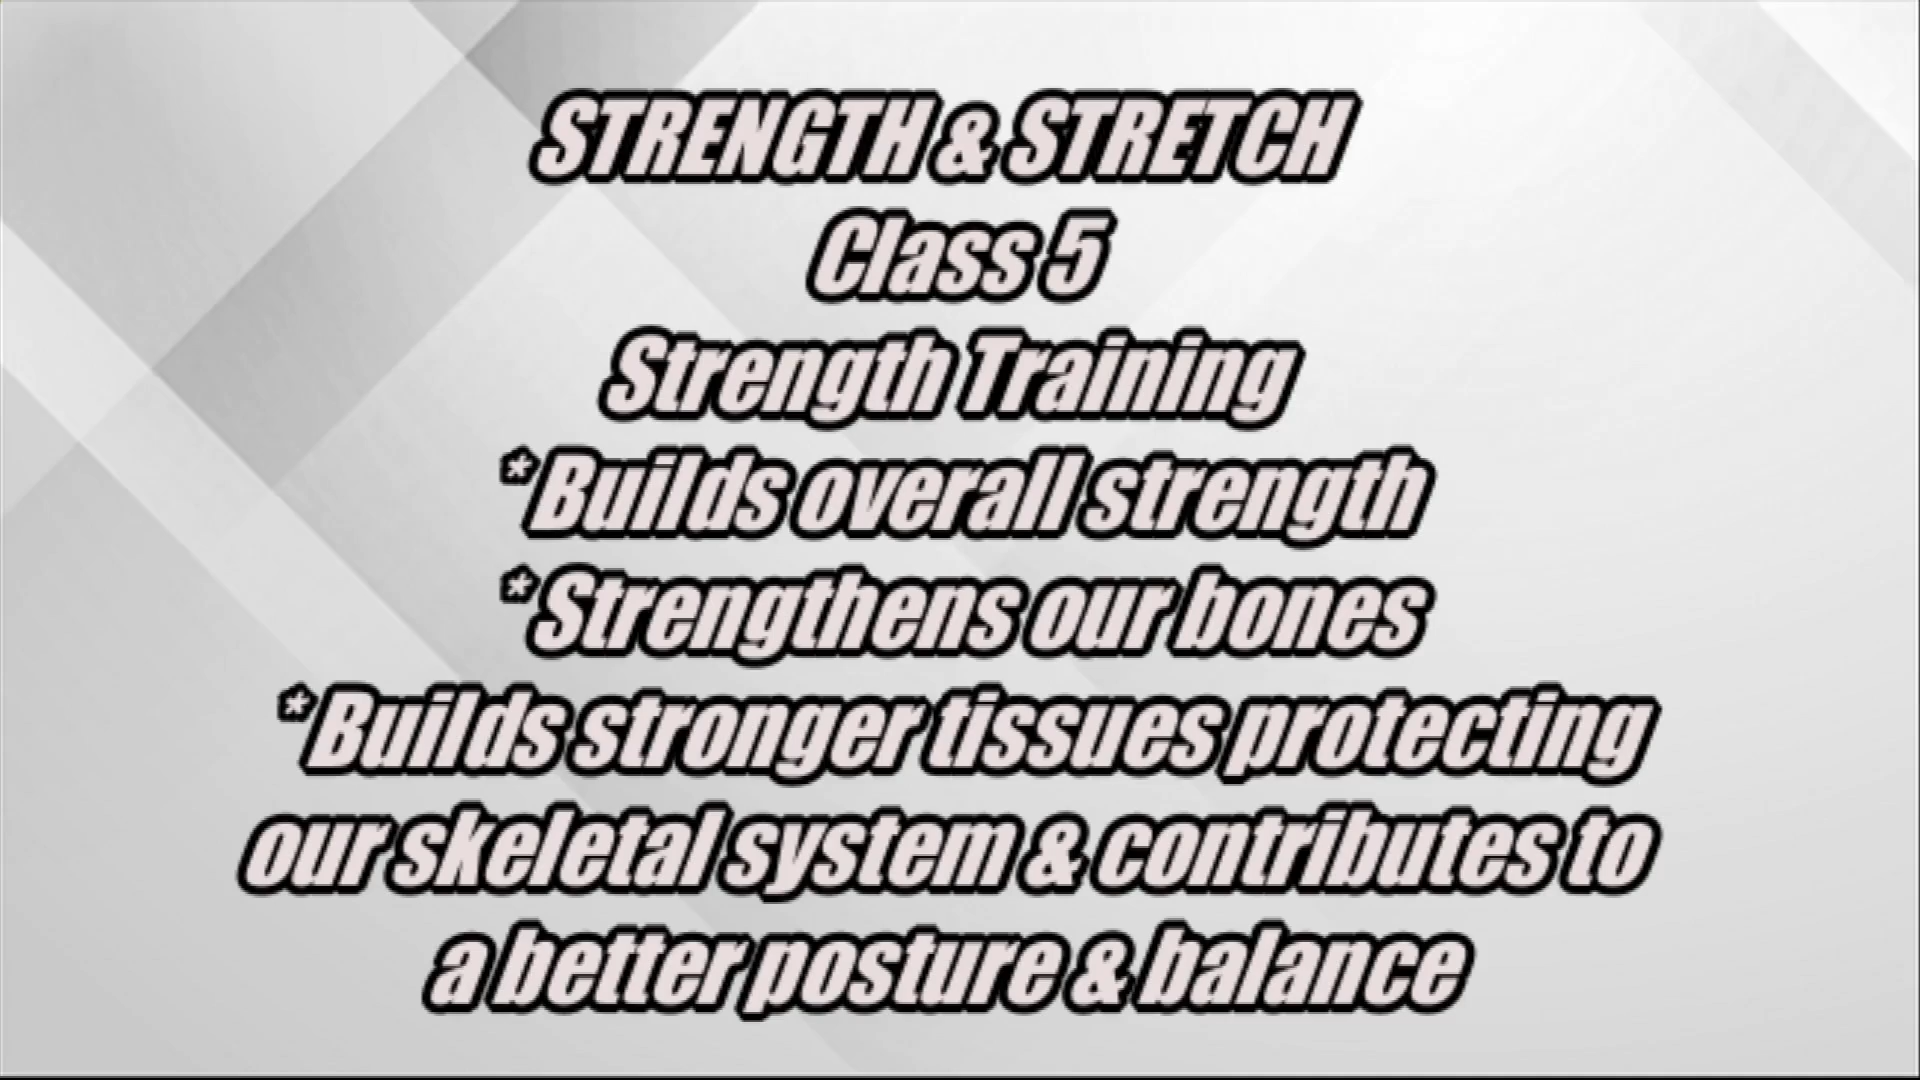 STRENGTH & STRETCH
Class 5
Strength Training
*Builds overall strength
*Strengthens our bones
*Builds stronger tissues protecting
our skeletal system & contributes to
a better posture & balance